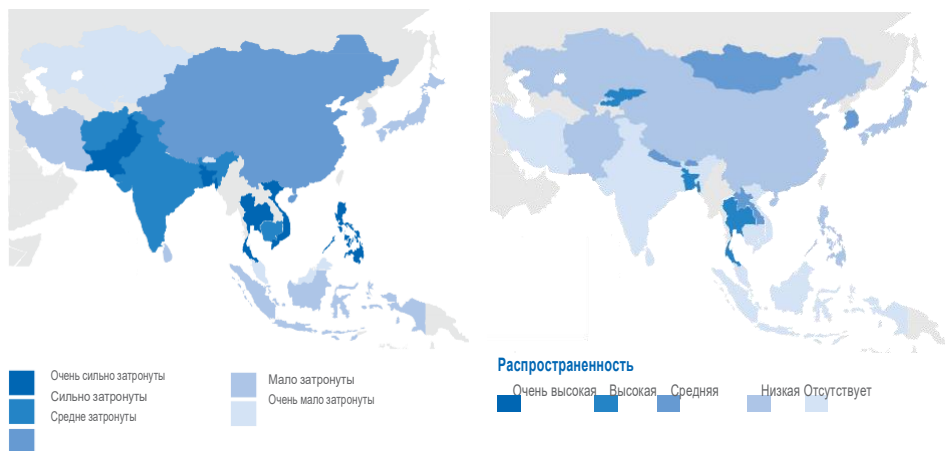 Очень сильно затронуты
Сильно затронуты
Средне затронуты
Мало затронуты
Очень мало затронуты
Распространенность
Очень высокая Высокая Средняя Низкая Отсутствует